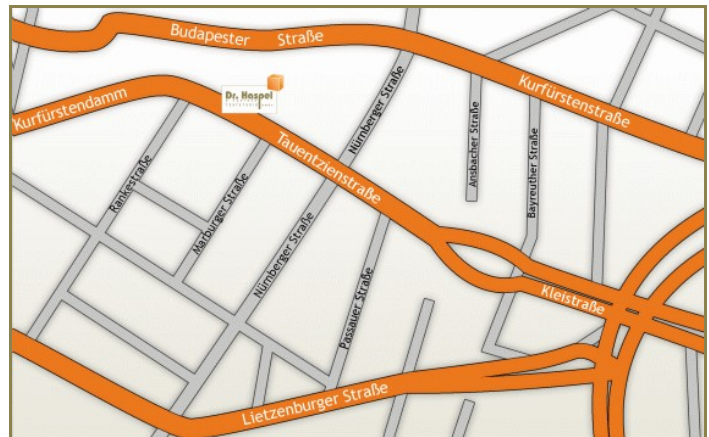 Budapester Straße
Kurfürstenstraße
Kurfürstendamm
Dr. Haspel
Tauentzienstraße
Nürnberger Straße
Ansbacher Straße
Bayreuther Straße
Rankestraße
Marburger Straße
Nürnberger Straße
Passauer Straße
Kleiststraße
Lietzenburger Straße